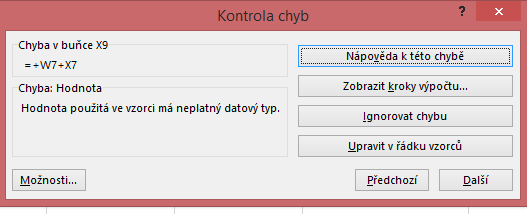 Kontrola chyb
?
Chyba v buňce X9
=+W7+X7
Chyba: Hodnota
Hodnota použitá ve vzorci má neplatný datový typ.
Nápověda k této chybě
Zobrazit kroky výpočtu...
Ignorovat chybu
Upravit v řádku vzorců
Možnosti...
Předchozí
Další